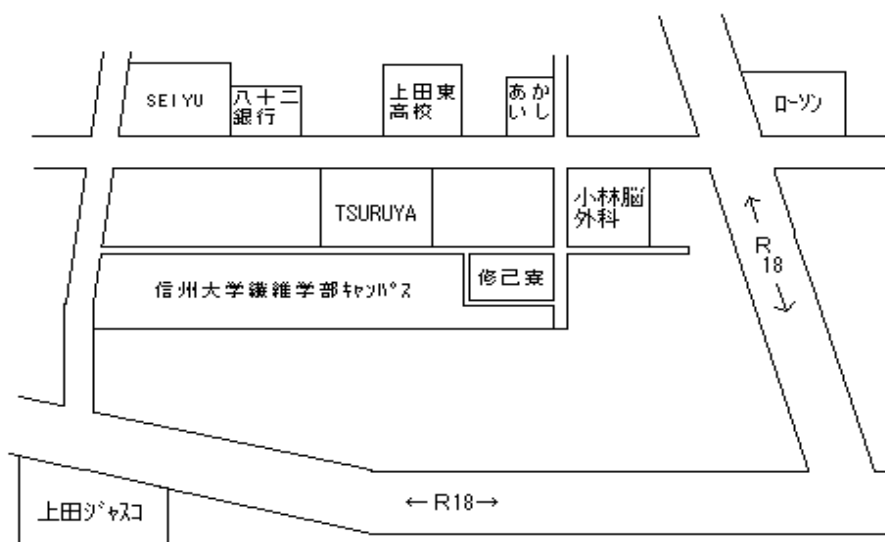 SEIYU
八十二
銀行
上田東
高校
あか
いし
ローソン
TSURUYA
小林脳
外科
R
18
信州大学繊維学部キャンパス
修己寮
←R18→
上田ジャスコ